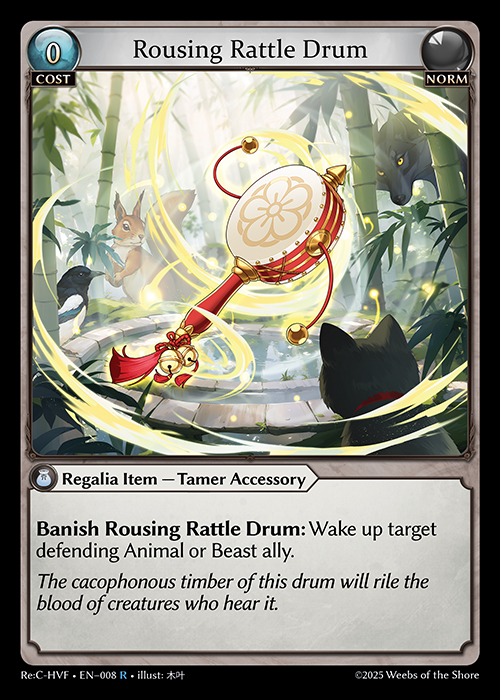 0
Rousing Rattle Drum
COST
NORM
Regalia Item — Tamer Accessory
Banish Rousing Rattle Drum: Wake up target
defending Animal or Beast ally.
The cacophonous timber of this drum will rile the
blood of creatures who hear it.
Re:C-HVF • EN-008 R • illust: 木叶
©2025 Weebs of the Shore